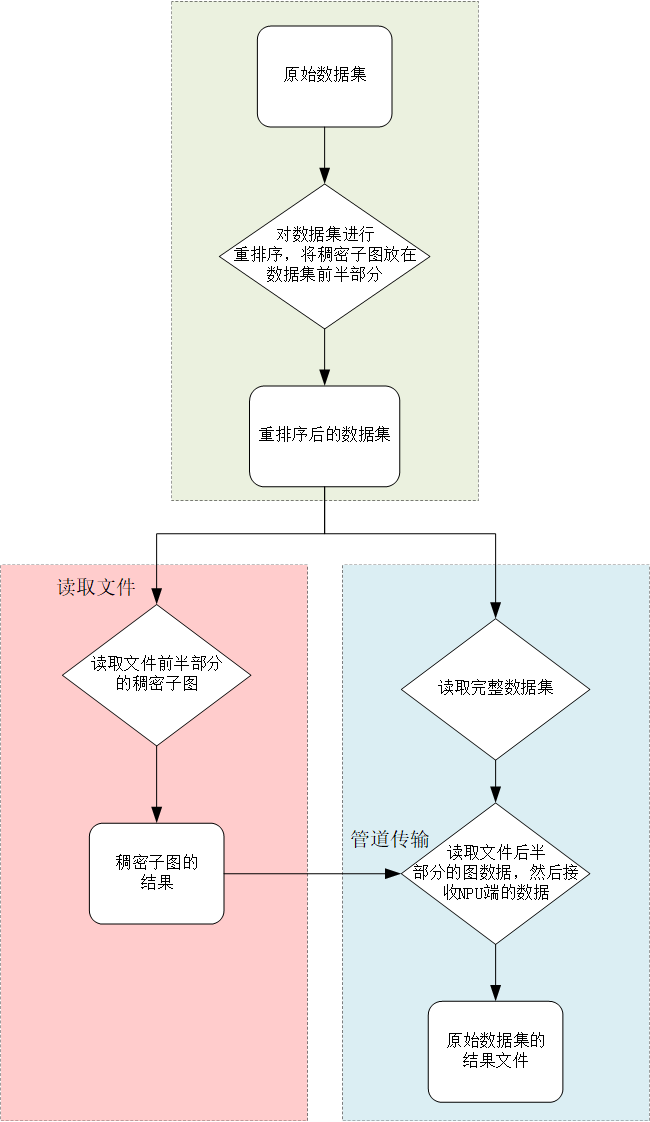 原始数据集
对数据集进行
重排序，将稠密子图放在
数据集前半部分
重排序后的数据集
读取文件
读取文件前半部分
的稠密子图
读取完整数据集
稠密子图的
结果
管道传输
读取文件后半
部分的图数据，然后接
收NPU端的数据
原始数据集的
结果文件